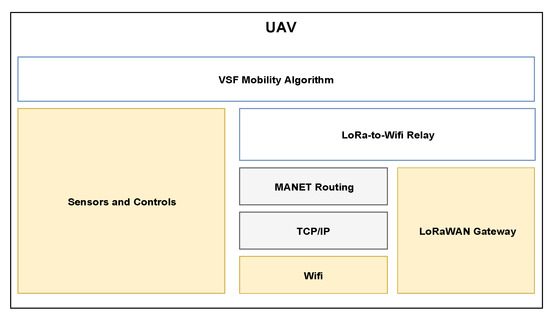 UAV
VSF Mobility Algorithm
Sensors and Controls
LoRa-to-Wifi Relay
MANET Routing
TCP/IP
Wifi
LoRaWAN Gateway